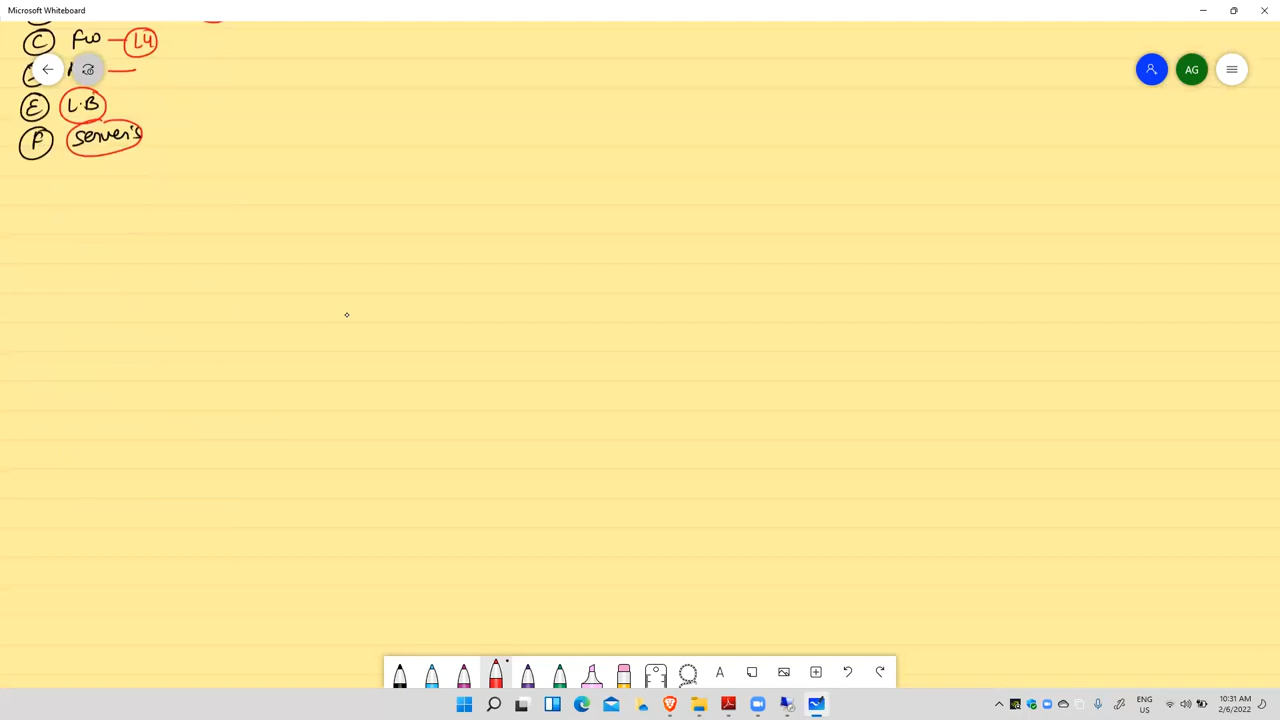 Microsoft Whiteboard
C FW - L4
AG
E L.B
F Server's
A
ENG
US
10:31 AM
2/6/2022